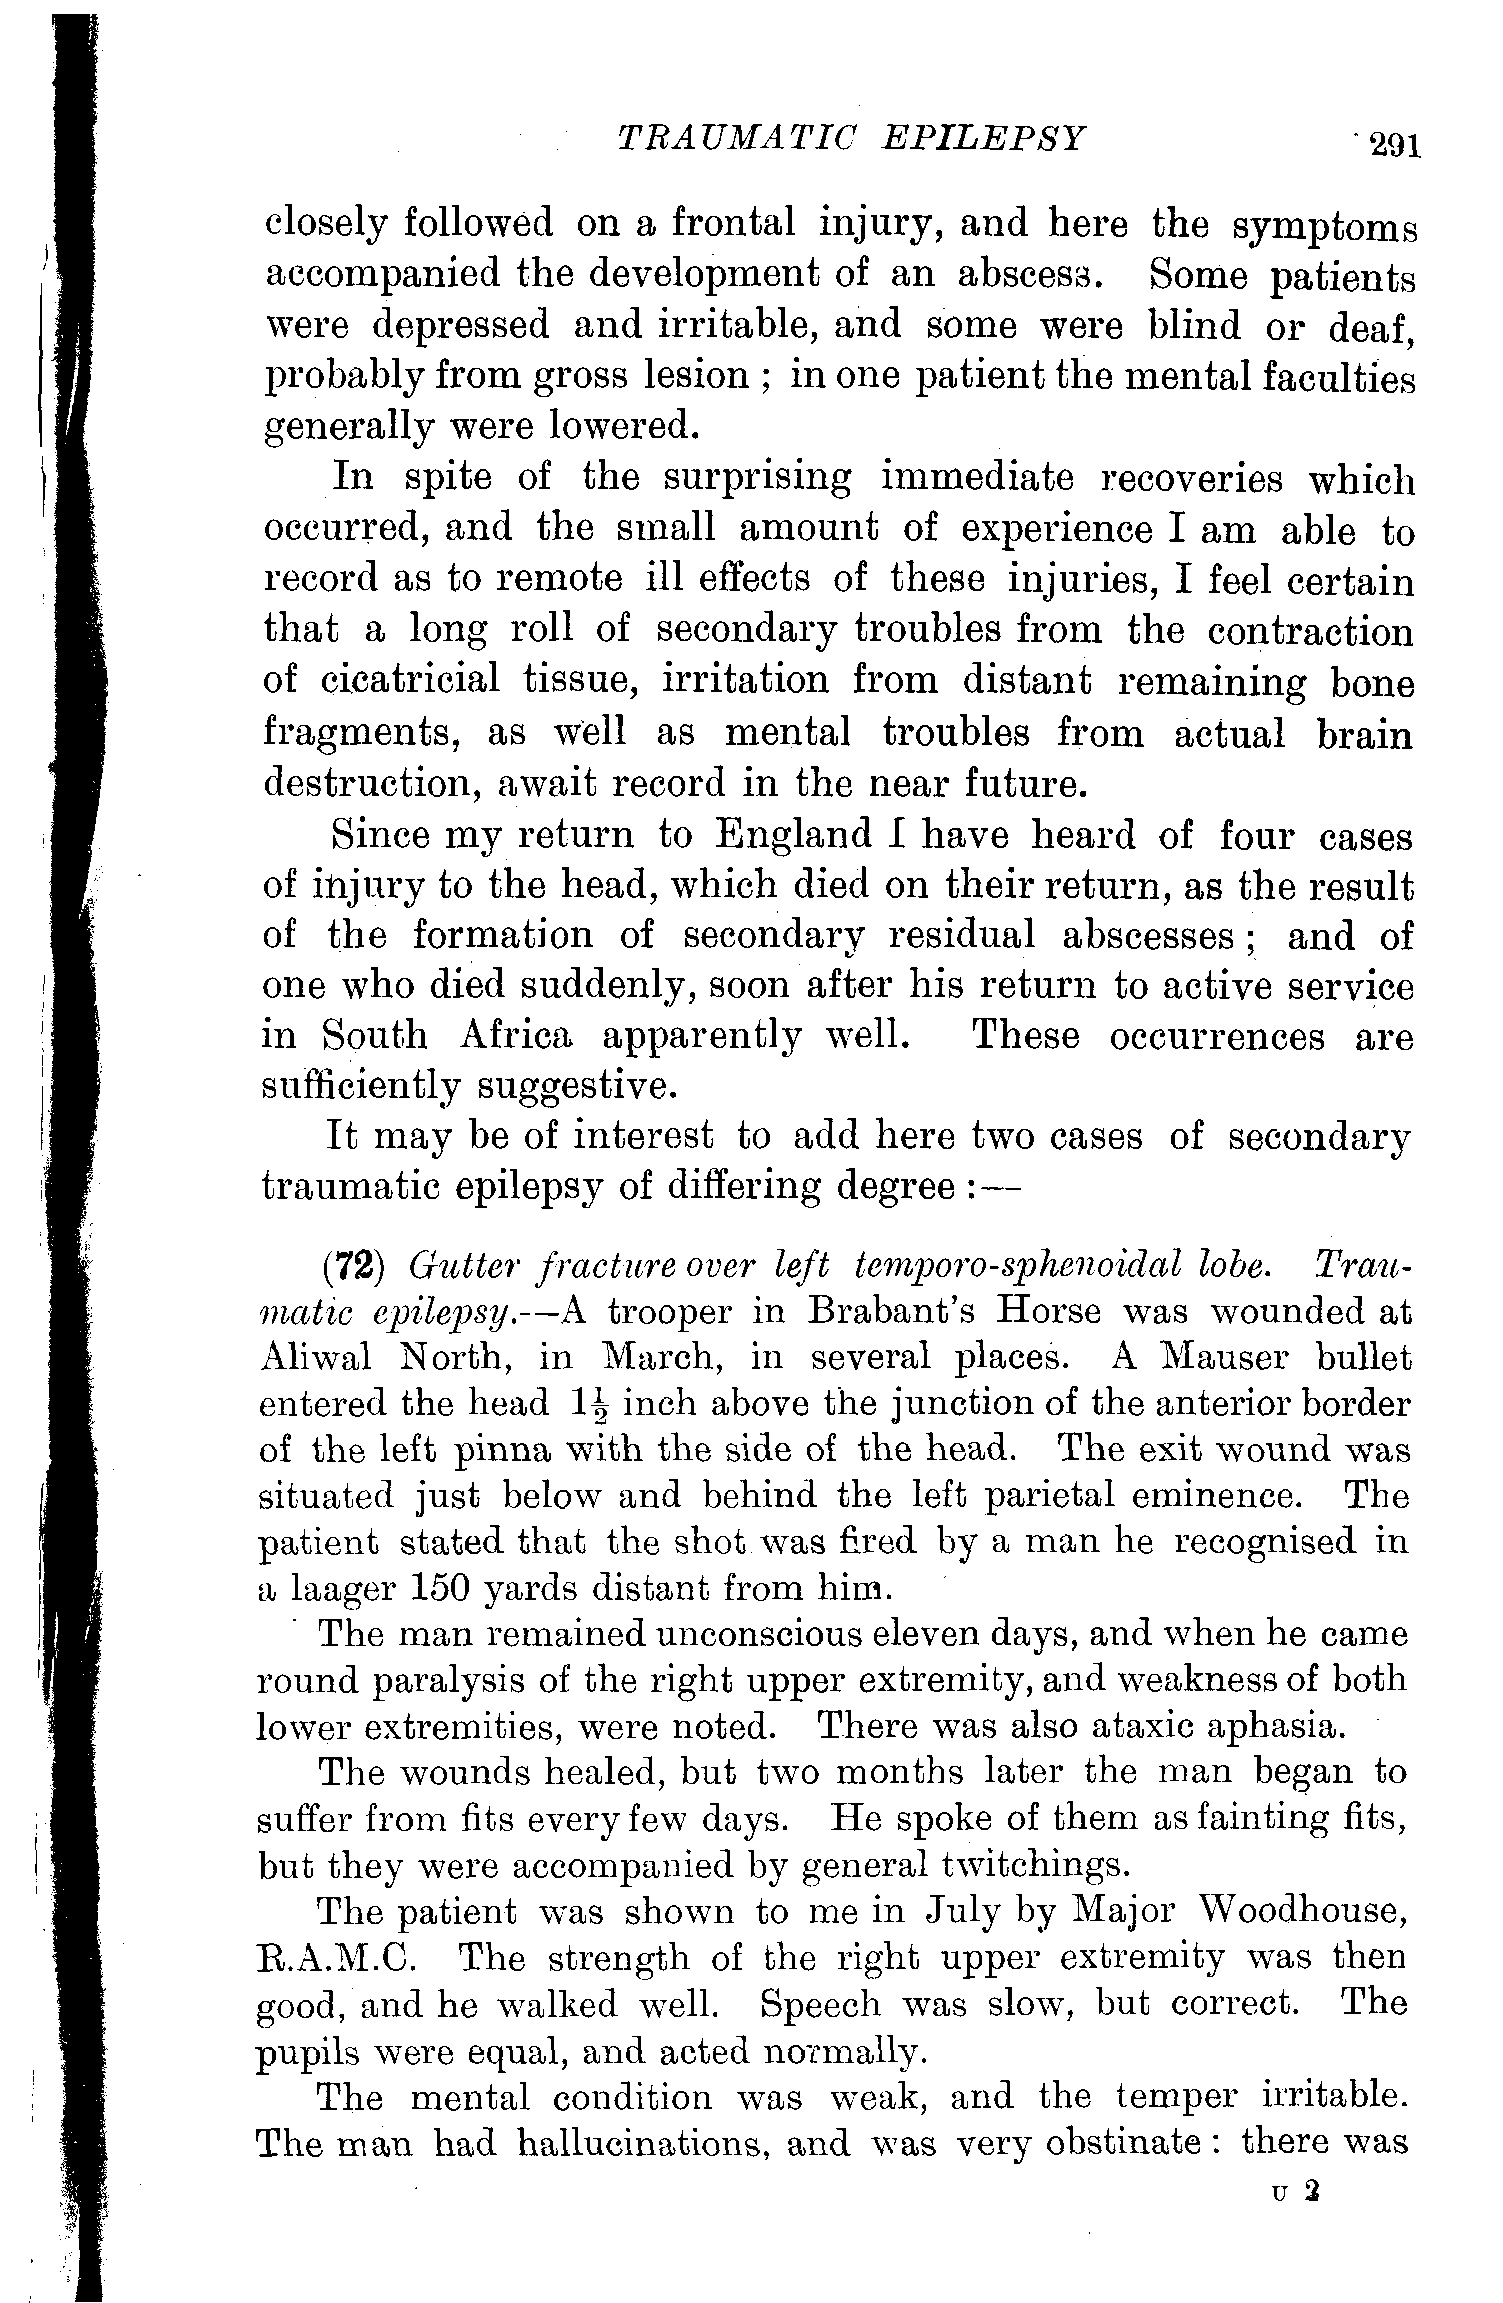 TRAUMATIC EPILEPSY 291
closely followed on a frontal injury, and here the symptoms
accompanied the development of an abscess. Some patients
were depressed and irritable, and some were blind or deaf,
probably from gross lesion ; in one patient the mental faculties
generally were lowered.
In spite of the surprising immediate recoveries which
occurred, and the small amount of experience I am able to
record as to remote ill effects of these injuries, I feel certain
that a long roll of secondary troubles from the contraction
of cicatricial tissue, irritation from distant remaining bone
fragments, as well as mental troubles from actual brain
destruction, await record in the near future.
Since my return to England I have heard of four cases
of injury to the head, which died on their return, as the result
of the formation of secondary residual abscesses ; and of
one who died suddenly, soon after his return to active service
in South Africa apparently well. These occurrences are
sufficiently suggestive.
It may be of interest to add here two cases of secondary
traumatic epilepsy of differing degree :—
(72) Gutter fracture over left temporo-sphenoidal lobe. Trau-
matic epilepsy.--A trooper in Brabant's Horse was wounded at
Aliwal North, in March, in several places. A Mauser bullet
entered the head 1½ inch above the junction of the anterior border
of the left pinna with the side of the head. The exit wound was
situated just below and behind the left parietal eminence. The
patient stated that the shot was fired by a man he recognised in
a laager 150 yards distant from him.
The man remained unconscious eleven days, and when he came
round paralysis of the right upper extremity, and weakness of both
lower extremities, were noted. There was also ataxic aphasia.
The wounds healed, but two months later the man began to
suffer from fits every few days. He spoke of them as fainting fits,
but they were accompanied by general twitchings.
The patient was shown to me in July by Major Woodhouse,
R.A.M.C. The strength of the right upper extremity was then
good, and he walked well. Speech was slow, but correct. The
pupils were equal, and acted normally.
The mental condition was weak, and the temper irritable.
The man had hallucinations, and was very obstinate : there was
U 2